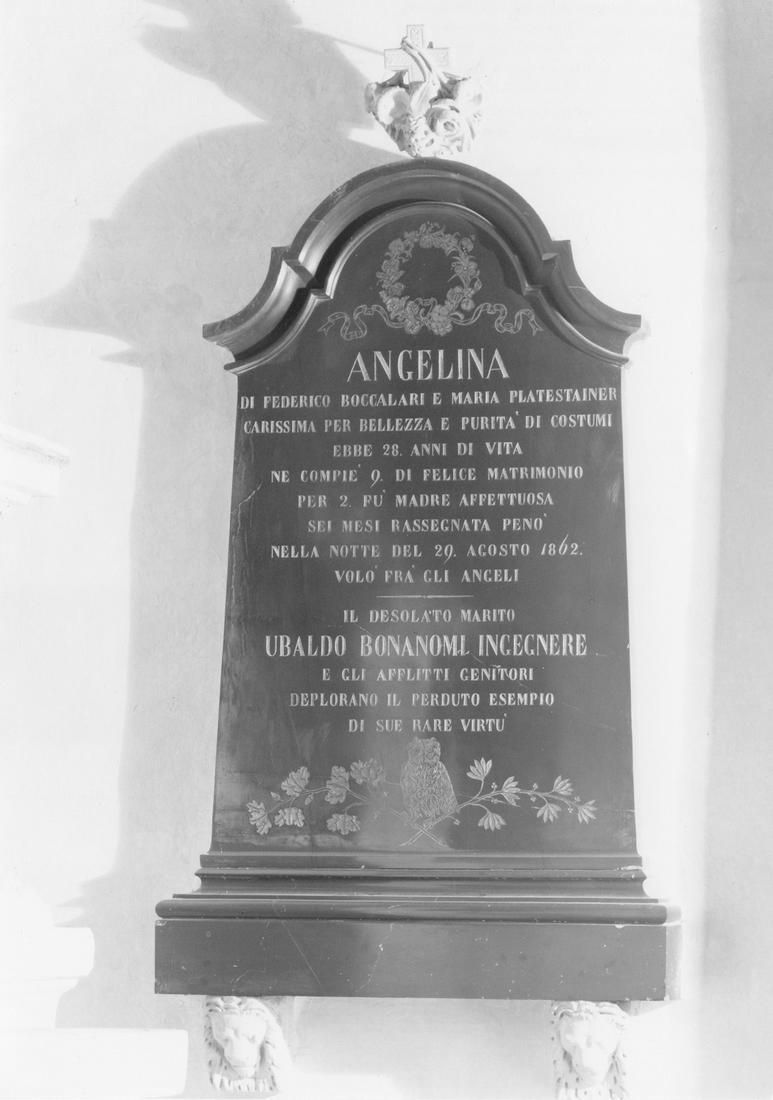 ANGELINA
DI FEDERICO BOCCALARI E MARIA PLATESTAINER
CARISSIMA PER BELLEZZA E PURITA' DI COSTUMI
EBBE 28. ANNI DI VITA
NE COMPIE' 9. DI FELICE MATRIMONIO
PER 2. FU' MADRE AFFETTUOSA
SEI MESI RASSEGNATA PENO'
NELLA NOTTE DEL 29. AGOSTO 1862.
VOLO' FRA' GLI ANGELI
IL DESOLATO MARITO
UBALDO BONANOMI INGEGNERE
E GLI AFFLITTI GENITORI
DEPLORANO IL PERDUTO ESEMPIO
DI SUE RARE VIRTU'